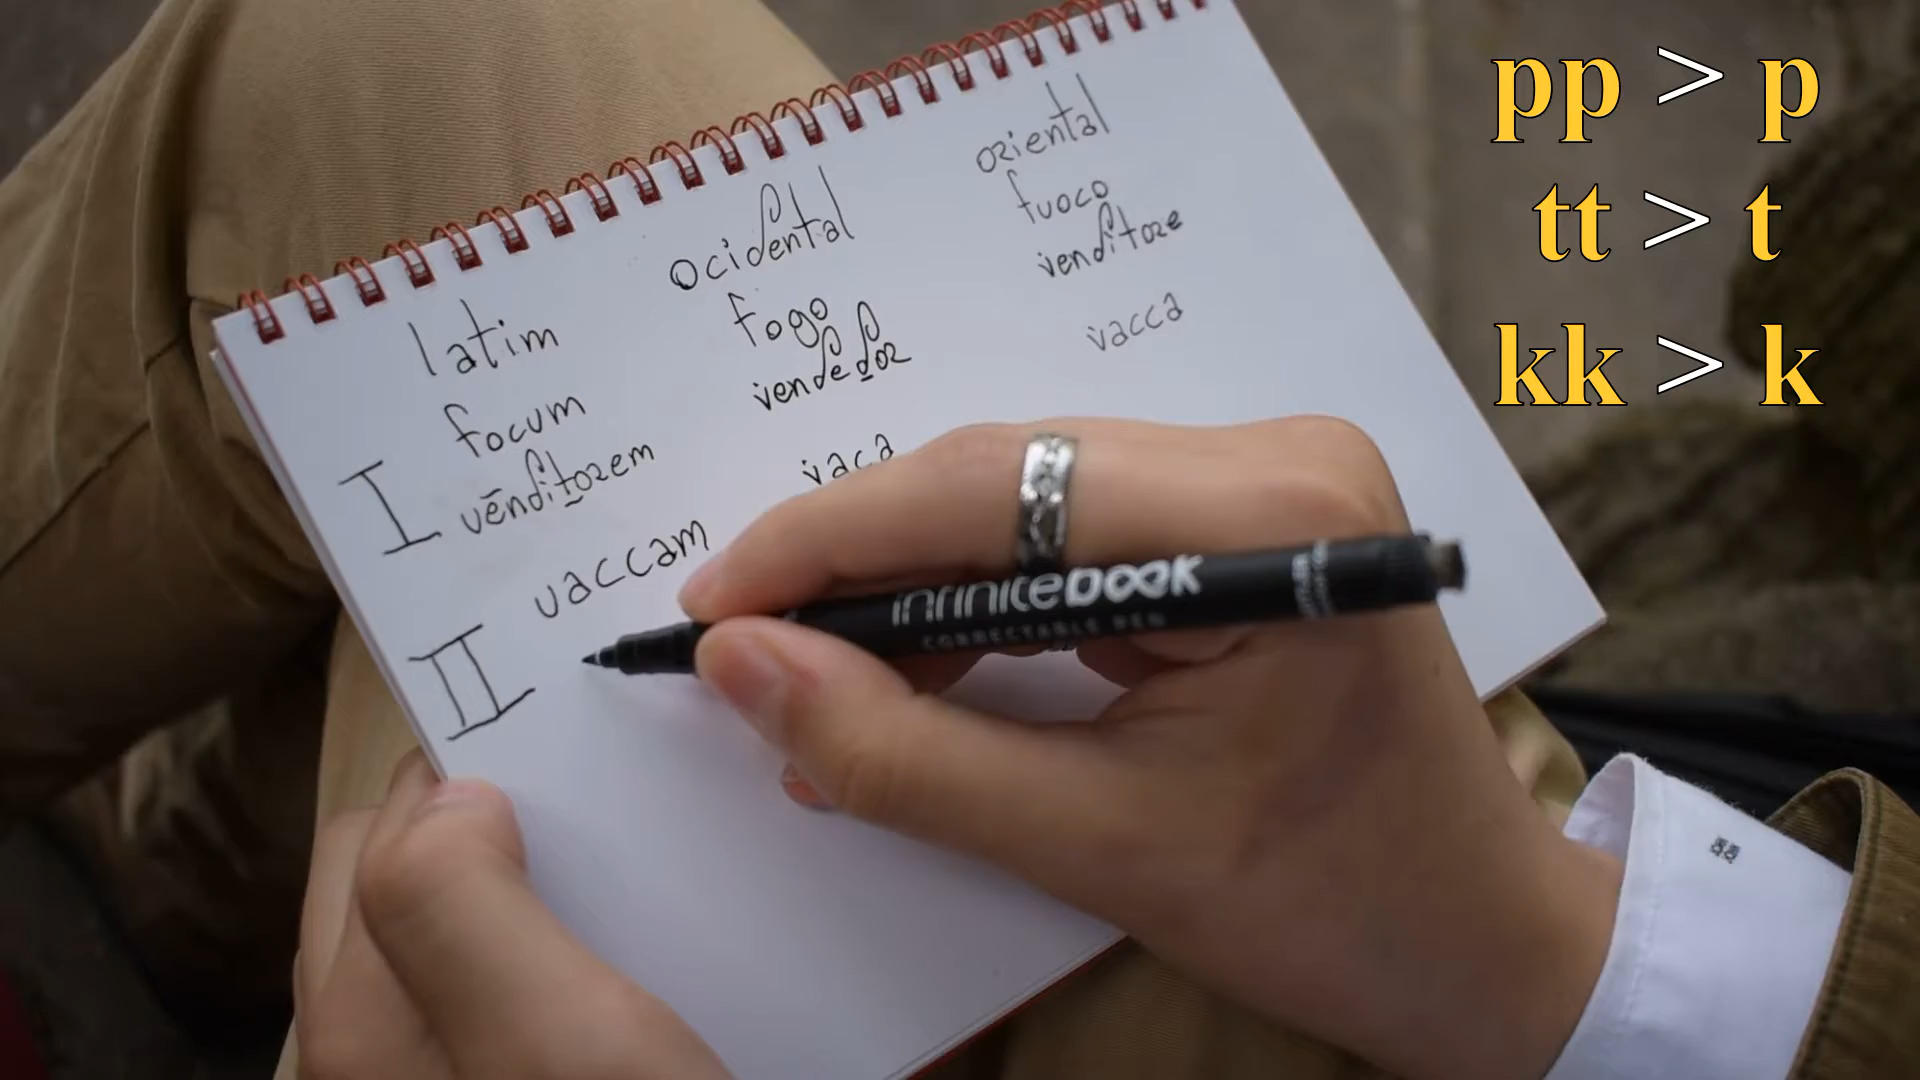 latim
ocidental
oriental
I
focum
fogo
fuoco
vēnditorem
vendedor
venditore
II
vaccam
vaca
vacca
infinitebook
CORRECTABLE PEN
pp > p
tt > t
kk > k